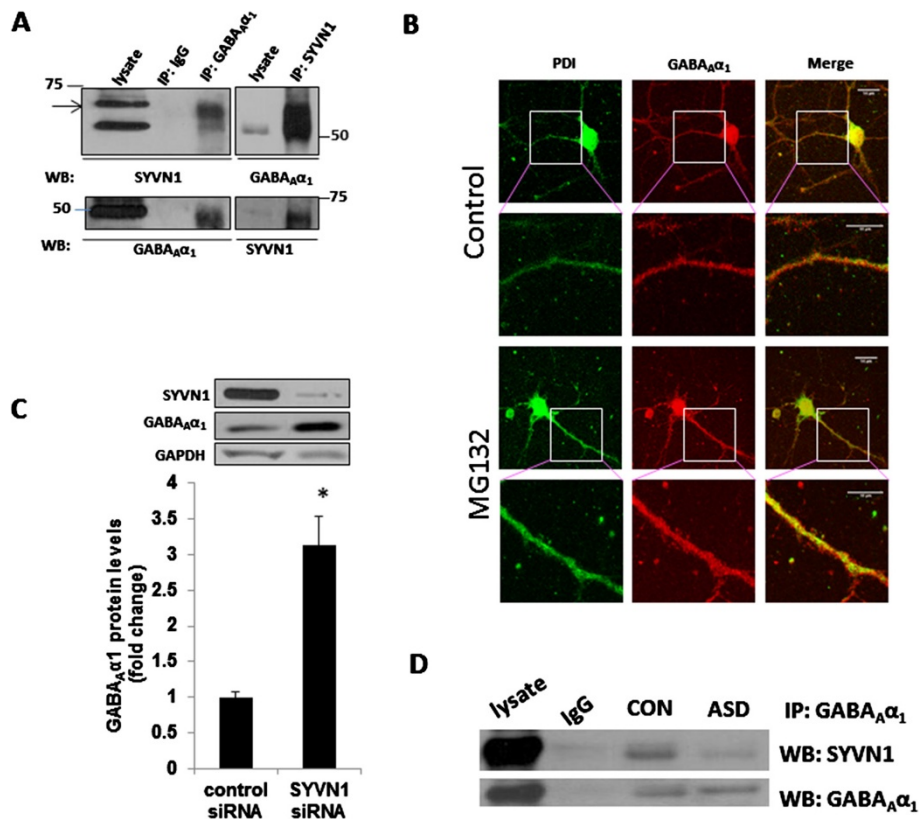 A
lysate
IP: IgG
IP: GABAAα1
lysate
IP: SYVN1
75
50
WB: SYVN1 GABAAα1
50
75
WB: GABAAα1 SYVN1
B
PDI GABAAα1 Merge
Control
MG132
C
SYVN1
GABAAα1
GAPDH
GABAAα1 protein levels
(fold change)
4
3.5
3
2.5
2
1.5
1
0.5
0
*
control
siRNA
SYVN1
siRNA
D
lysate IgG CON ASD IP: GABAAα1
WB: SYVN1
WB: GABAAα1